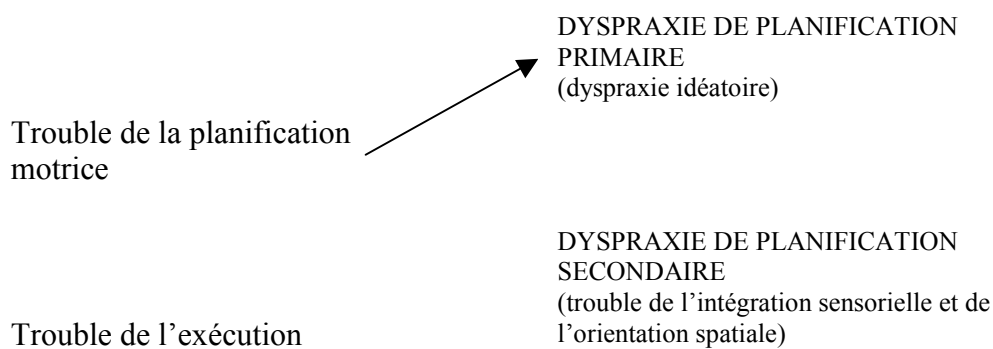 DYSPRAXIE DE PLANIFICATION
PRIMAIRE
(dyspraxie idéatoire)
Trouble de la planification
motrice
DYSPRAXIE DE PLANIFICATION
SECONDAIRE
(trouble de l’intégration sensorielle et de
l’orientation spatiale)
Trouble de l’exécution